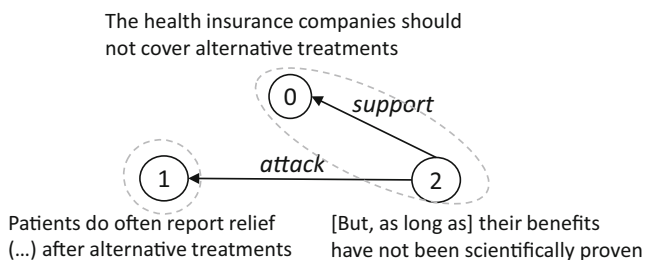 The health insurance companies should
not cover alternative treatments
0
support
attack
1
2
Patients do often report relief
(...) after alternative treatments
[But, as long as] their benefits
have not been scientifically proven